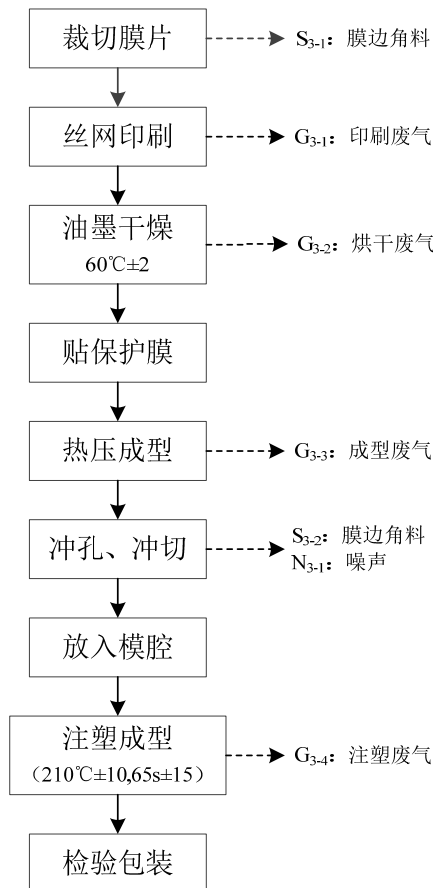 裁切膜片
S3-1：膜边角料
丝网印刷
G3-1：印刷废气
油墨干燥
60℃±2
G3-2：烘干废气
贴保护膜
热压成型
G3-3：成型废气
冲孔、冲切
S3-2：膜边角料
N3-1：噪声
放入模腔
注塑成型
（210℃±10,65s±15）
G3-4：注塑废气
检验包装